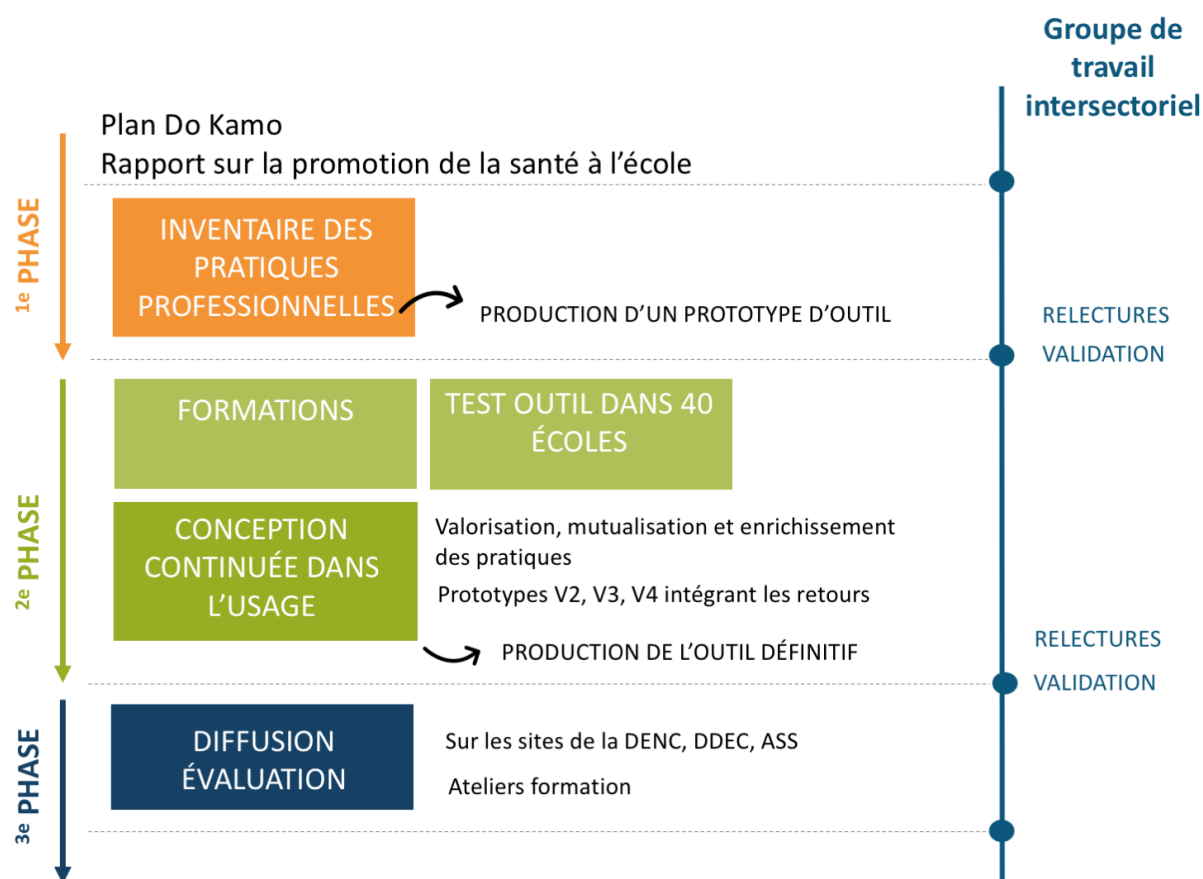 Groupe de
travail
intersectoriel
Plan Do Kamo
Rapport sur la promotion de la santé à l’école
1e PHASE
INVENTAIRE DES
PRATIQUES
PROFESSIONNELLES
PRODUCTION D’UN PROTOTYPE D’OUTIL
RELECTURES
VALIDATION
2e PHASE
FORMATIONS
TEST OUTIL DANS 40
ÉCOLES
CONCEPTION
CONTINUÉE DANS
L’USAGE
Valorisation, mutualisation et enrichissement
des pratiques
Prototypes V2, V3, V4 intégrant les retours
PRODUCTION DE L’OUTIL DÉFINITIF
RELECTURES
VALIDATION
3e PHASE
DIFFUSION
ÉVALUATION
Sur les sites de la DENC, DDEC, ASS
Ateliers formation